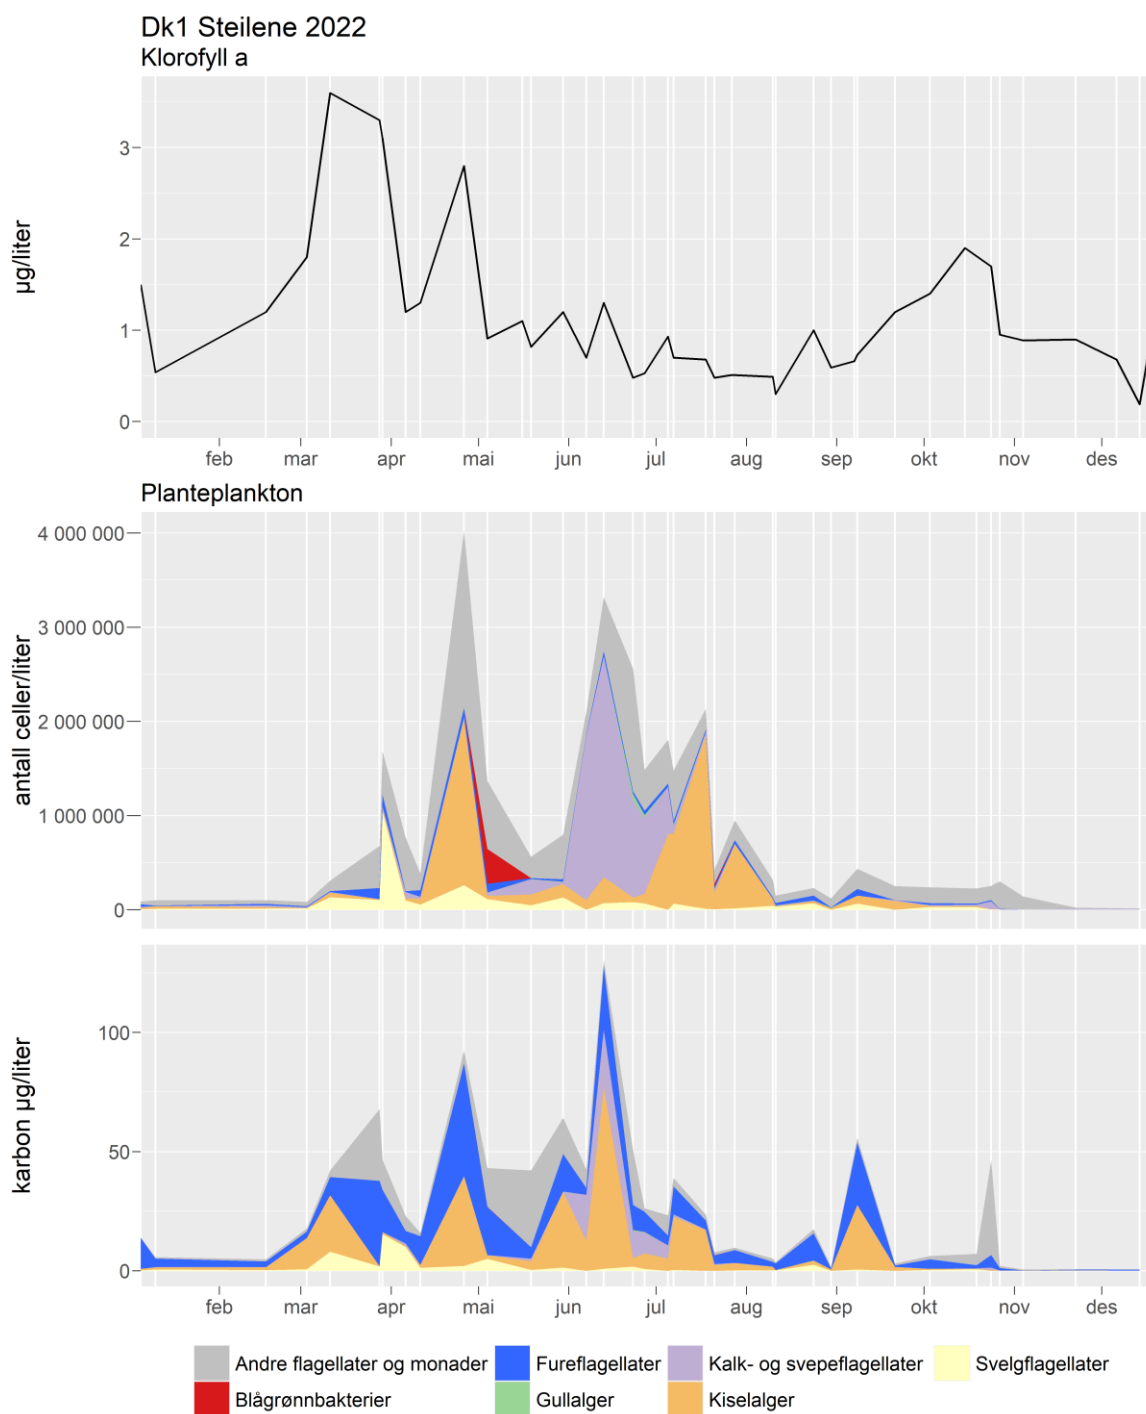 Dk1 Steilene 2022
Klorofyll a
µg/liter
3
2
1
0
feb mar apr mai jun jul aug sep okt nov des
Planteplankton
antall celler/liter
4 000 000
3 000 000
2 000 000
1 000 000
0
karbon µg/liter
100
50
0
feb mar apr mai jun jul aug sep okt nov des
Andre flagellater og monader Fureflagellater Kalk- og svepeflagellater Svelgflagellater
Blågrønnbakterier Gullalger Kiselalger